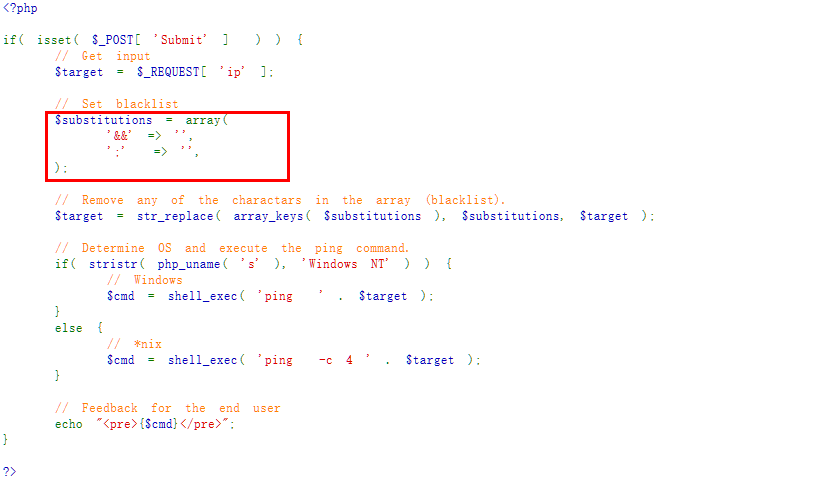 <?php
if( isset( $_POST[ 'Submit' ] ) ) {
// Get input
$target = $_REQUEST[ 'ip' ];
// Set blacklist
$substitutions = array(
'&&' => '',
';' => '',
);
// Remove any of the charactars in the array (blacklist).
$target = str_replace( array_keys( $substitutions ), $substitutions, $target );
// Determine OS and execute the ping command.
if( stristr( php_uname( 's' ), 'Windows NT' ) ) {
// Windows
$cmd = shell_exec( 'ping ' . $target );
}
else {
// *nix
$cmd = shell_exec( 'ping -c 4 ' . $target );
}
// Feedback for the end user
echo "<pre>{$cmd}</pre>";
}
?>